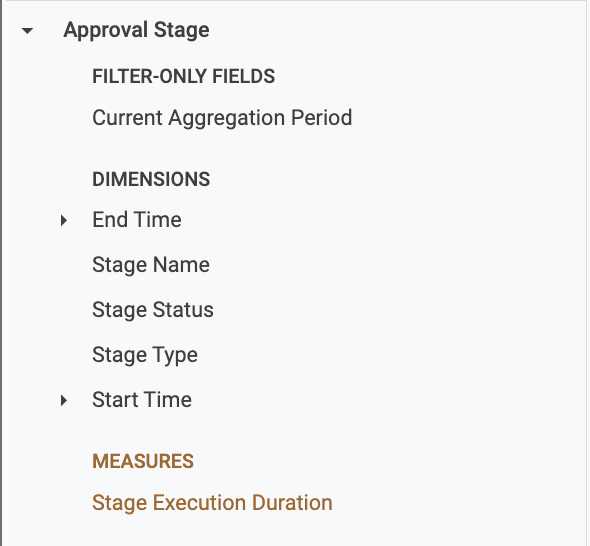 Approval Stage
FILTER-ONLY FIELDS
Current Aggregation Period
DIMENSIONS
End Time
Stage Name
Stage Status
Stage Type
Start Time
MEASURES
Stage Execution Duration